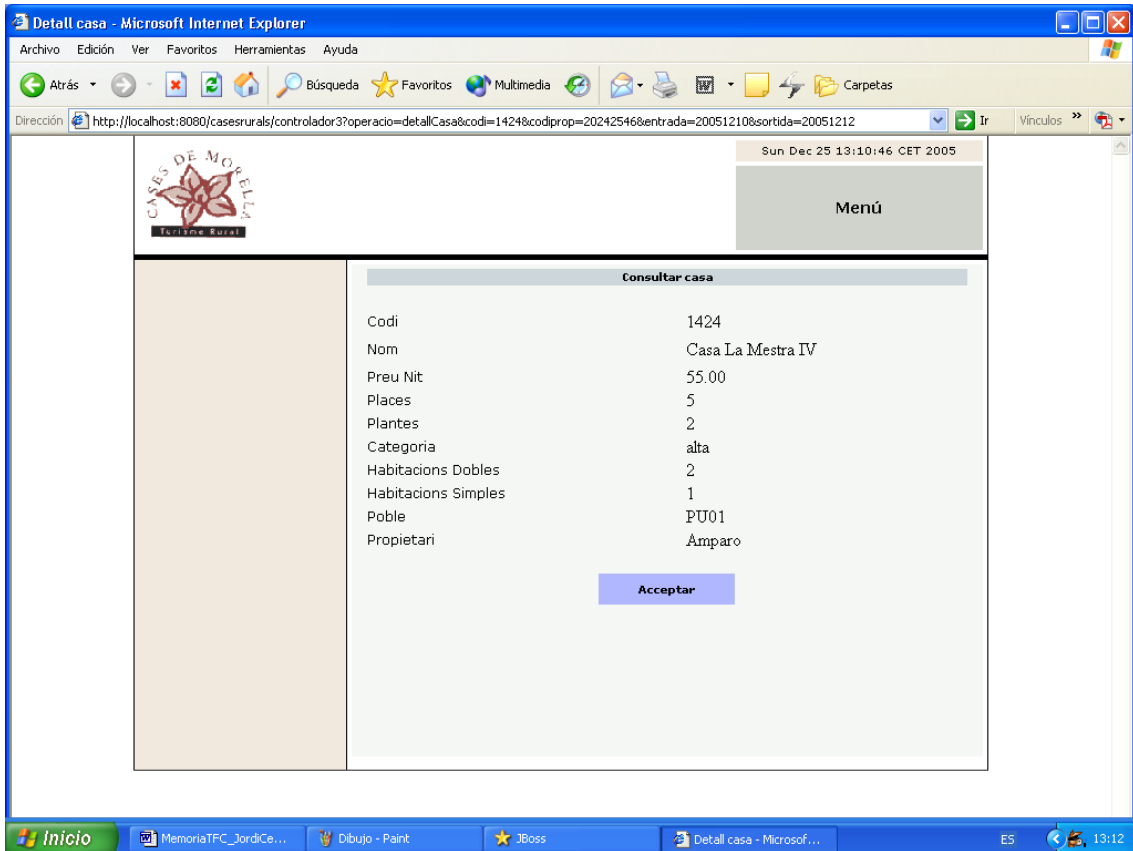 Detall casa - Microsoft Internet Explorer
Archivo Edición Ver Favoritos Herramientas Ayuda
Atrás Búsqueda Favoritos Multimedia Carpetas
Dirección http://localhost:8080/casesrurals/controlador3?operacio=detallCasa&codi=1424&codiprop=20242546&entrada=20051210&sortida=20051212 Ir Vínculos »
CASES DE MORELLA
Turisme Rural
Sun Dec 25 13:10:46 CET 2005
Menú
Consultar casa
Codi 1424
Nom Casa La Mestra IV
Preu Nit 55.00
Places 5
Plantes 2
Categoria alta
Habitacions Dobles 2
Habitacions Simples 1
Poble PU01
Propietari Amparo
Acceptar
Inicio MemoriaTFC_JordiCe... Dibujo - Paint JBoss Detall casa - Microsof... ES 13:12